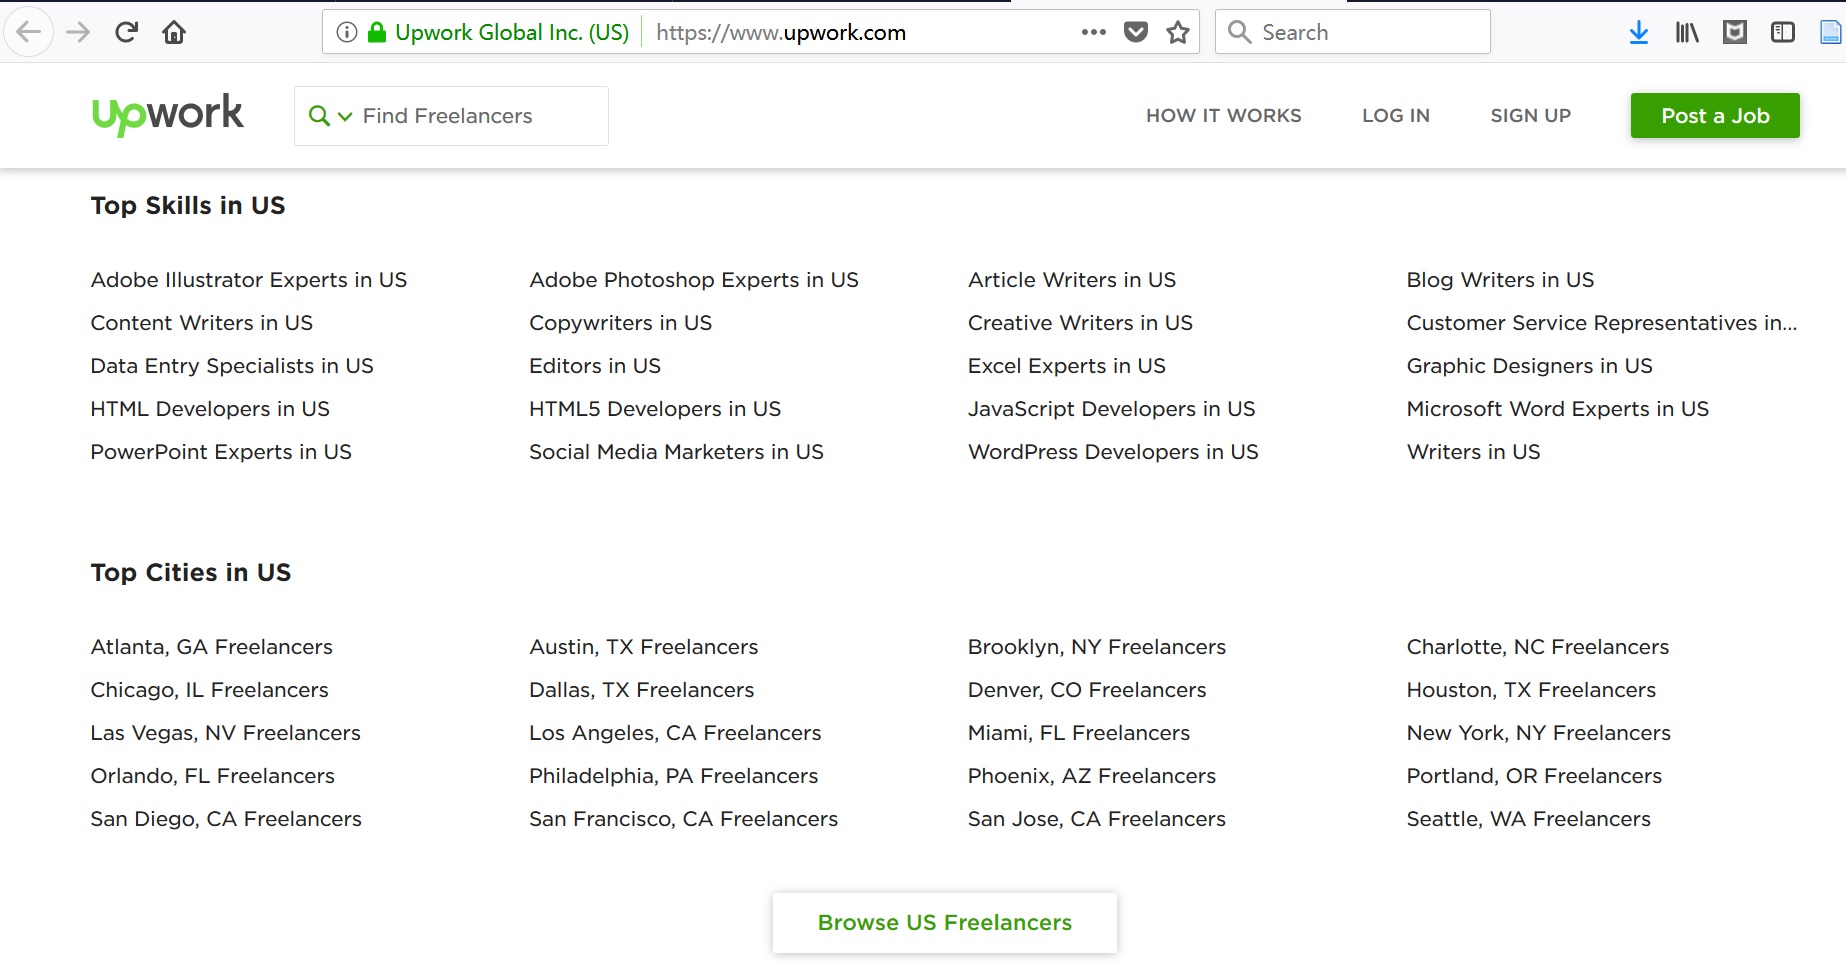 Upwork Global Inc. (US) https://www.upwork.com Search
upwork Find Freelancers HOW IT WORKS LOG IN SIGN UP Post a Job
Top Skills in US
Adobe Illustrator Experts in US Adobe Photoshop Experts in US Article Writers in US Blog Writers in US
Content Writers in US Copywriters in US Creative Writers in US Customer Service Representatives in...
Data Entry Specialists in US Editors in US Excel Experts in US Graphic Designers in US
HTML Developers in US HTML5 Developers in US JavaScript Developers in US Microsoft Word Experts in US
PowerPoint Experts in US Social Media Marketers in US WordPress Developers in US Writers in US
Top Cities in US
Atlanta, GA Freelancers Austin, TX Freelancers Brooklyn, NY Freelancers Charlotte, NC Freelancers
Chicago, IL Freelancers Dallas, TX Freelancers Denver, CO Freelancers Houston, TX Freelancers
Las Vegas, NV Freelancers Los Angeles, CA Freelancers Miami, FL Freelancers New York, NY Freelancers
Orlando, FL Freelancers Philadelphia, PA Freelancers Phoenix, AZ Freelancers Portland, OR Freelancers
San Diego, CA Freelancers San Francisco, CA Freelancers San Jose, CA Freelancers Seattle, WA Freelancers
Browse US Freelancers